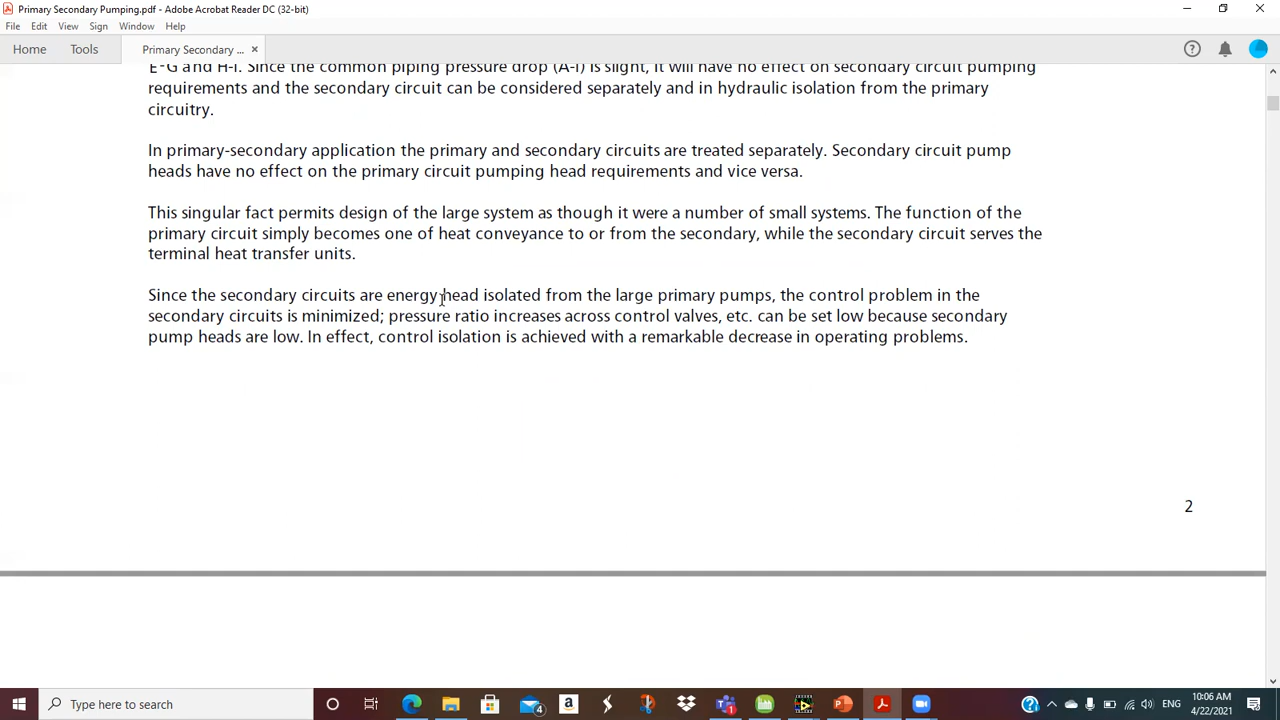 Primary Secondary Pumping.pdf - Adobe Acrobat Reader DC (32-bit)
File Edit View Sign Window Help
Home Tools Primary Secondary ... ×
E-G and H-I. Since the common piping pressure drop (A-I) is slight, it will have no effect on secondary circuit pumping
requirements and the secondary circuit can be considered separately and in hydraulic isolation from the primary
circuitry.
In primary-secondary application the primary and secondary circuits are treated separately. Secondary circuit pump
heads have no effect on the primary circuit pumping head requirements and vice versa.
This singular fact permits design of the large system as though it were a number of small systems. The function of the
primary circuit simply becomes one of heat conveyance to or from the secondary, while the secondary circuit serves the
terminal heat transfer units.
Since the secondary circuits are energy head isolated from the large primary pumps, the control problem in the
secondary circuits is minimized; pressure ratio increases across control valves, etc. can be set low because secondary
pump heads are low. In effect, control isolation is achieved with a remarkable decrease in operating problems.
2
Type here to search
4
1
ENG
10:06 AM
4/22/2021